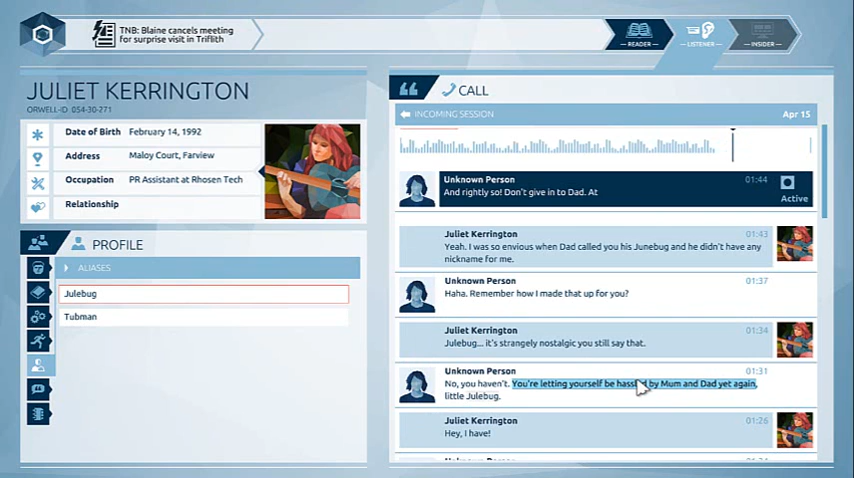 TNB: Blaine cancels meeting
for surprise visit in Triflith
— READER —
— LISTENER —
— INSIDER —
JULIET KERRINGTON
ORWELL-ID 054-30-271
Date of Birth February 14, 1992
Address Maloy Court, Farview
Occupation PR Assistant at Rhosen Tech
Relationship
PROFILE
ALIASES
Julebug
Tubman
CALL
INCOMING SESSION Apr 15
Unknown Person 01:44
And rightly so! Don't give in to Dad. At
Active
Juliet Kerrington 01:43
Yeah. I was so envious when Dad called you his Junebug and he didn't have any
nickname for me.
Unknown Person 01:37
Haha. Remember how I made that up for you?
Juliet Kerrington 01:34
Julebug... it's strangely nostalgic you still say that.
Unknown Person 01:31
No, you haven't. You're letting yourself be hassled by Mum and Dad yet again,
little Julebug.
Juliet Kerrington 01:26
Hey, I have!